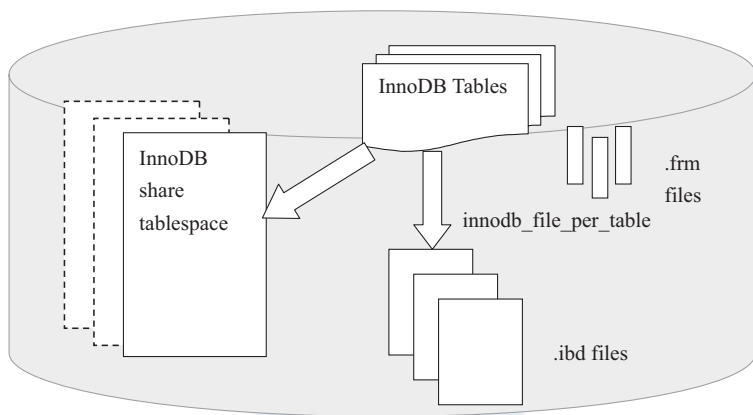 InnoDB Tables
InnoDB
share
tablespace
.frm
files
innodb_file_per_table
.ibd files